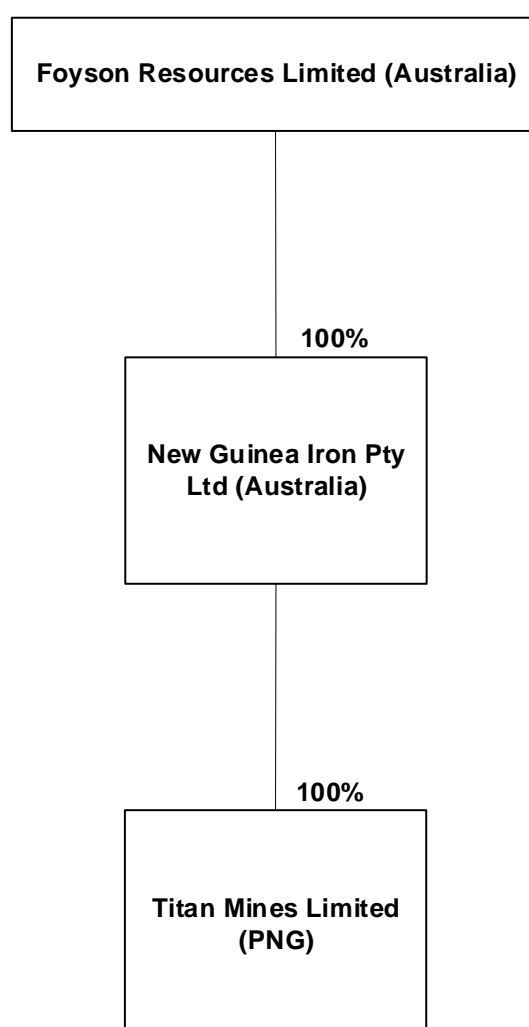 Foyson Resources Limited (Australia)
100%
New Guinea Iron Pty
Ltd (Australia)
100%
Titan Mines Limited
(PNG)